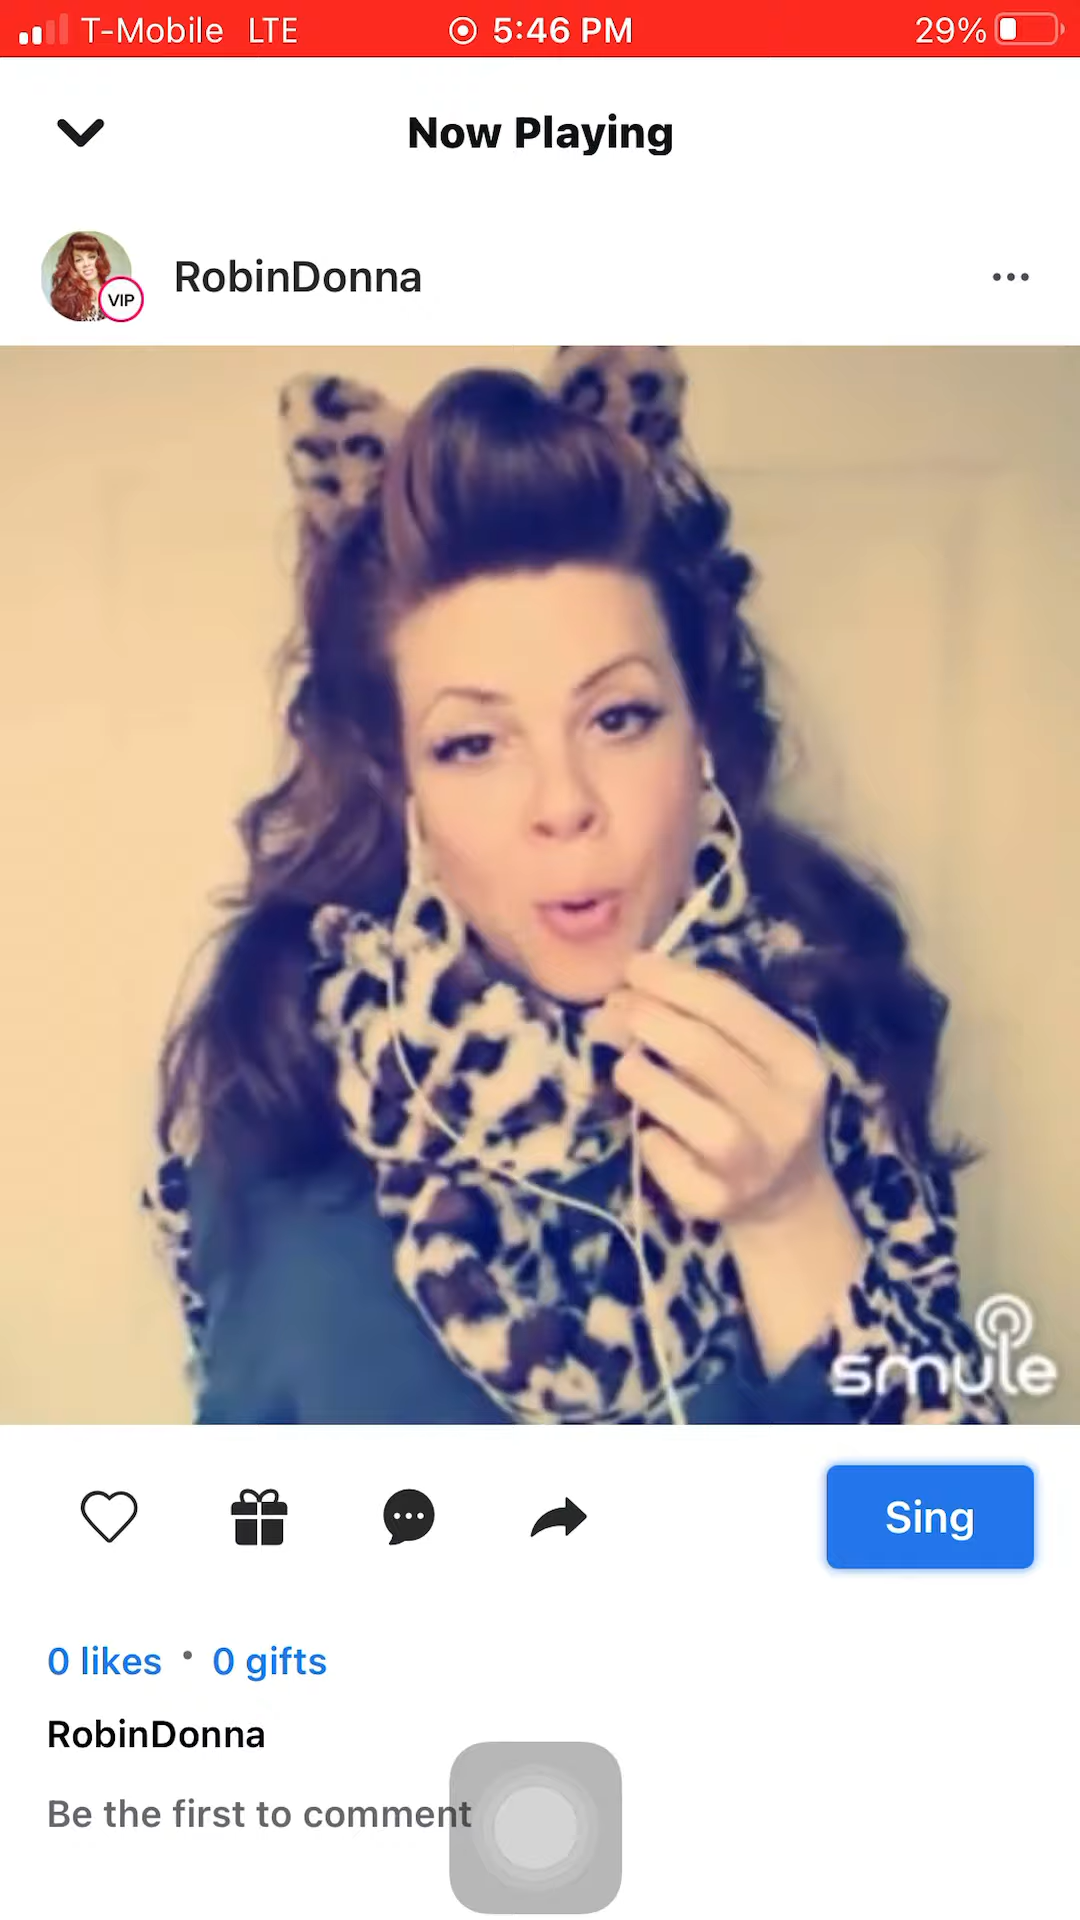 T-Mobile LTE 5:46 PM 29%
Now Playing
VIP
RobinDonna
smule
Sing
0 likes • 0 gifts
RobinDonna
Be the first to comment